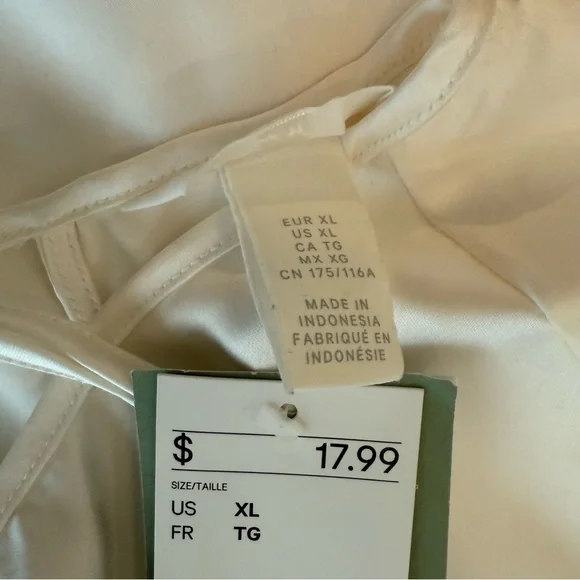 EUR XL
US XL
CA TG
MX XG
CN 175/116A
MADE IN
INDONESIA
FABRIQUÉ EN
INDONÉSIE
$ 17.99
SIZE/TAILLE
US XL
FR TG